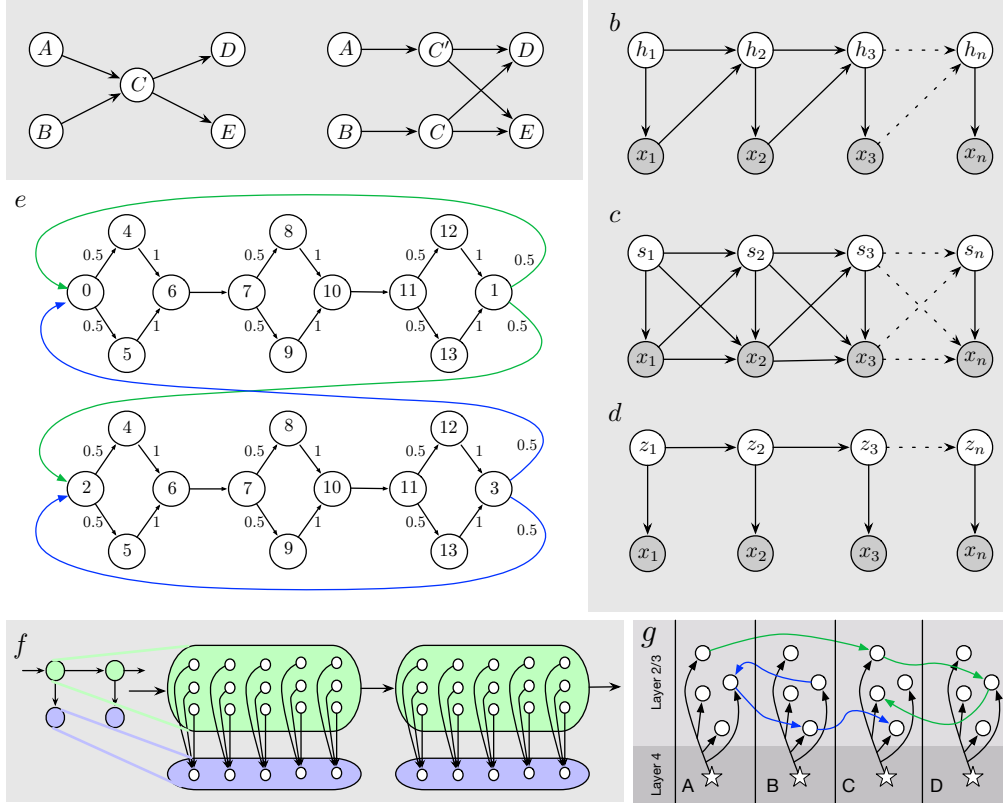 A D A C′ D
C
B E B C E
b
h1 h2 h3 hn
x1 x2 x3 xn
c
s1 s2 s3 sn
x1 x2 x3 xn
d
z1 z2 z3 zn
x1 x2 x3 xn
e
4 8 12
0.5 1 0.5 1 0.5 1 0.5
0 6 7 10 11 1
0.5 1 0.5 1 0.5 1 0.5
5 9 13
4 8 12
0.5 1 0.5 1 0.5 1 0.5
2 6 7 10 11 3
0.5 1 0.5 1 0.5 1 0.5
5 9 13
f
g
Layer 2/3
Layer 4
A B C D